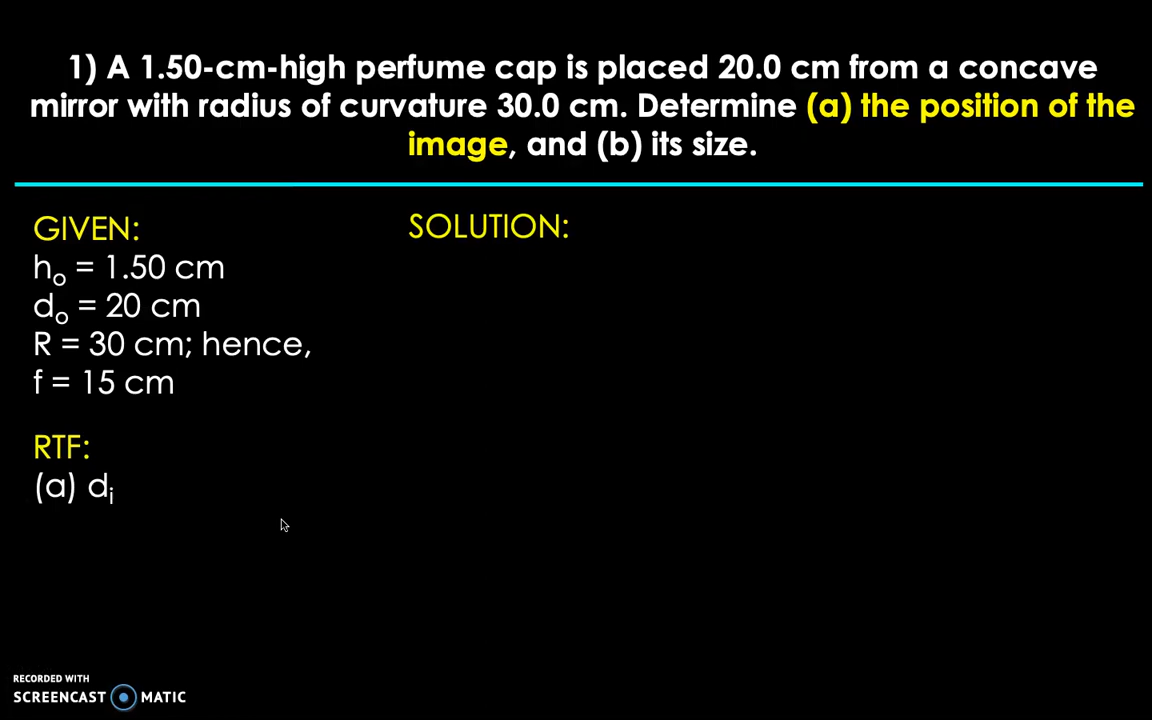 1) A 1.50-cm-high perfume cap is placed 20.0 cm from a concave
mirror with radius of curvature 30.0 cm. Determine (a) the position of the
image, and (b) its size.
GIVEN:
hₒ = 1.50 cm
dₒ = 20 cm
R = 30 cm; hence,
f = 15 cm
RTF:
(a) dᵢ
SOLUTION:
RECORDED WITH
SCREENCAST MATIC